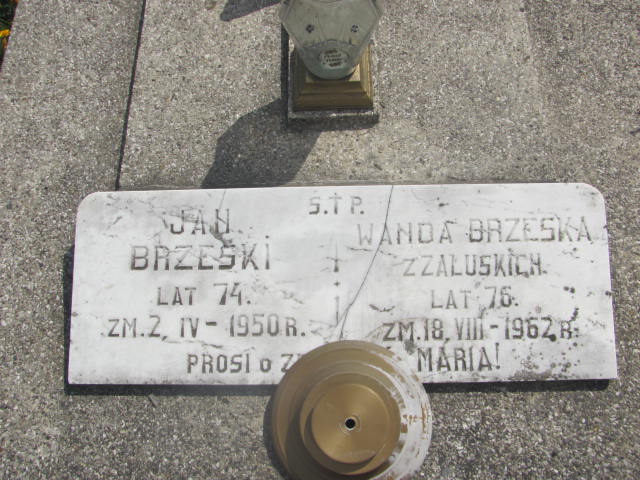 Ś.†P.
JAN
BRZESKI
LAT 74.
ZM. 2. IV - 1950 R.
WANDA BRZESKA
Z ZAŁUSKICH.
LAT 76.
ZM. 18. VIII - 1962 R.
PROSI o MARIA!